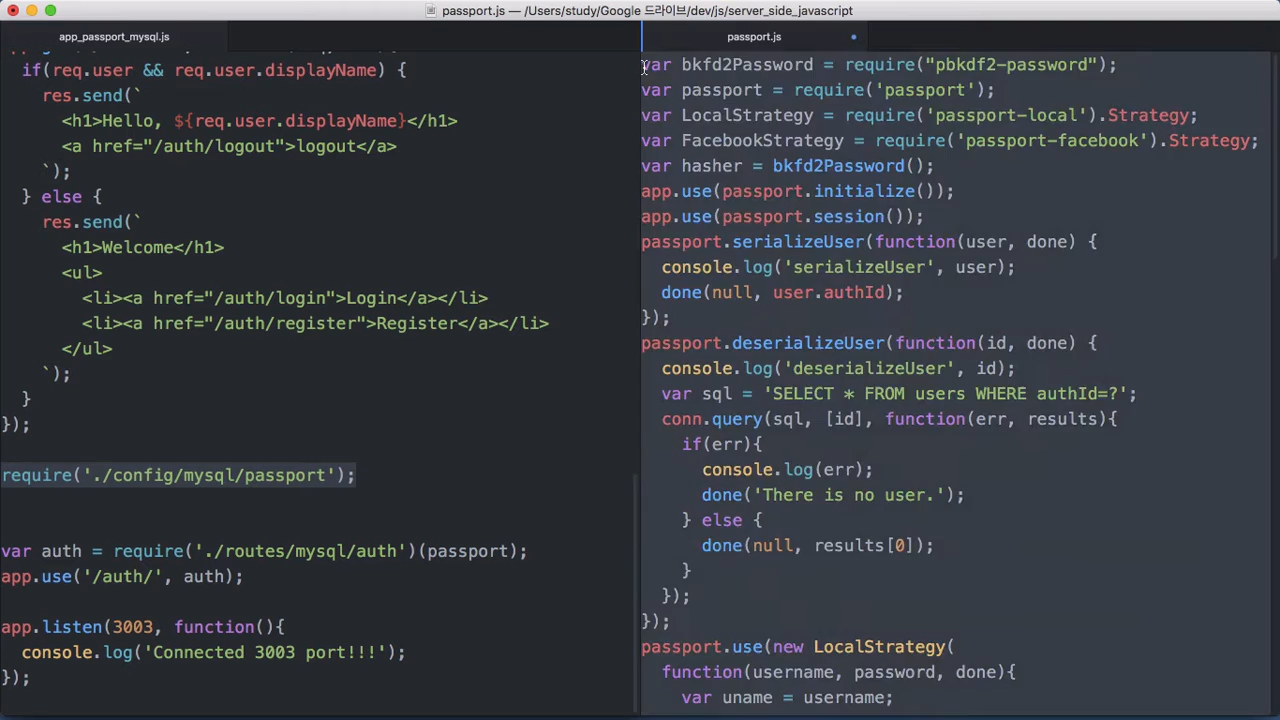 passport.js — /Users/study/Google 드라이브/dev/js/server_side_javascript
app_passport_mysql.js
if(req.user && req.user.displayName) {
res.send(`
<h1>Hello, ${req.user.displayName}</h1>
<a href="/auth/logout">logout</a>
`);
} else {
res.send(`
<h1>Welcome</h1>
<ul>
<li><a href="/auth/login">Login</a></li>
<li><a href="/auth/register">Register</a></li>
</ul>
`);
}
});
require('./config/mysql/passport');
var auth = require('./routes/mysql/auth')(passport);
app.use('/auth/', auth);
app.listen(3003, function(){
console.log('Connected 3003 port!!!');
});
passport.js
var bkfd2Password = require("pbkdf2-password");
var passport = require('passport');
var LocalStrategy = require('passport-local').Strategy;
var FacebookStrategy = require('passport-facebook').Strategy;
var hasher = bkfd2Password();
app.use(passport.initialize());
app.use(passport.session());
passport.serializeUser(function(user, done) {
console.log('serializeUser', user);
done(null, user.authId);
});
passport.deserializeUser(function(id, done) {
console.log('deserializeUser', id);
var sql = 'SELECT * FROM users WHERE authId=?';
conn.query(sql, [id], function(err, results){
if(err){
console.log(err);
done('There is no user.');
} else {
done(null, results[0]);
}
});
});
passport.use(new LocalStrategy(
function(username, password, done){
var uname = username;